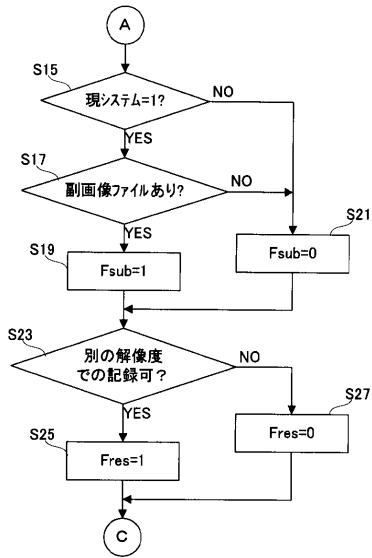 A
S15
現システム=1?
NO
YES
S17
副画像ファイルあり?
NO
YES
S19
Fsub=1
S21
Fsub=0
S23
別の解像度
での記録可?
NO
YES
S25
Fres=1
S27
Fres=0
C